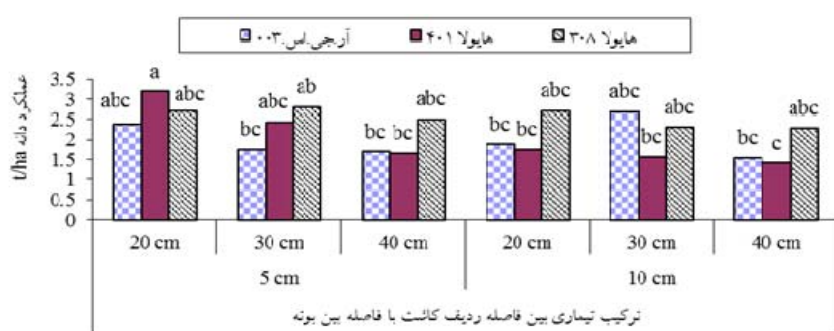 آر.جی.اس.۰۰۳ هایولا ۴۰۱ هایولا ۳۰۸
عملکرد دانه t/ha
3.5
3
2.5
2
1.5
1
0.5
0
abc a abc
bc abc ab
bc bc abc
bc bc abc
abc bc abc
bc c abc
20 cm 30 cm 40 cm 20 cm 30 cm 40 cm
5 cm 10 cm
ترکیب تیماری بین فاصله ردیف کاشت با فاصله بین بوته